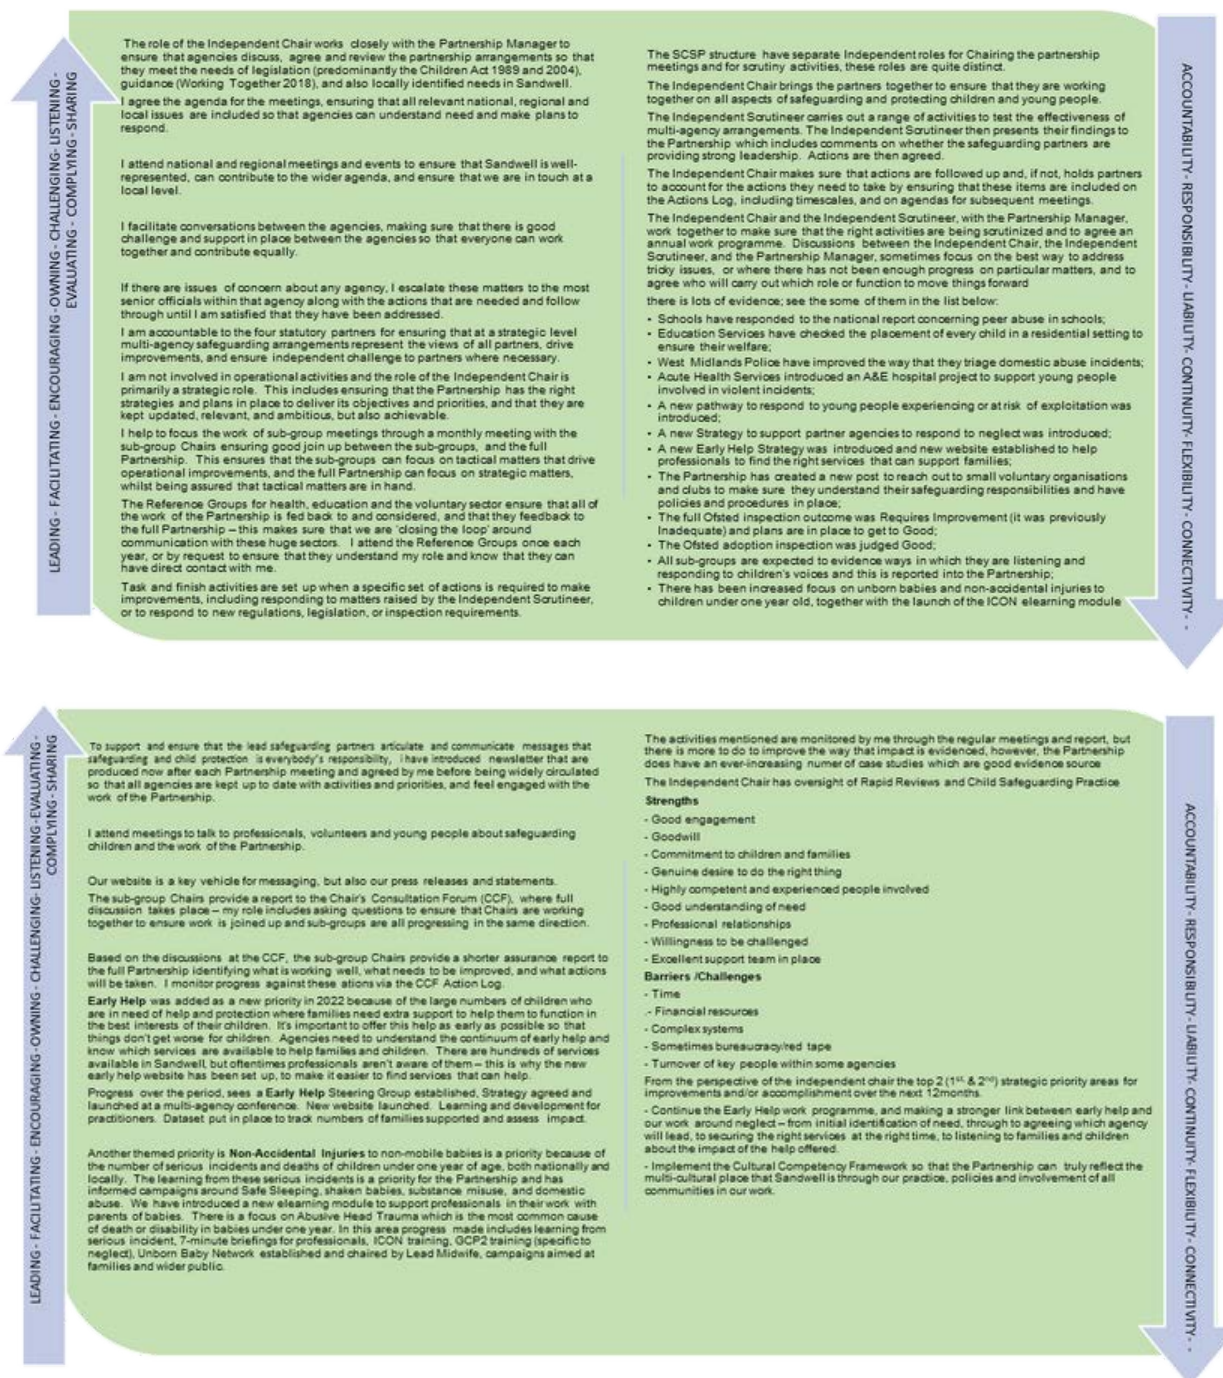 LEADING - FACILITATING - ENCOURAGING -OWNING - CHALLENGING- LISTENING -
EVALUATING - COMPLYING - SHARING
The role of the Independent Chair works closely with the Partnership Manager to
ensure that agencies discuss, agree and review the partnership arrangements so that
they meet the needs of legislation (predominantly the Children Act 1989 and 2004),
guidance (Working Together 2018), and also locally identified needs in Sandwell.
I agree the agenda for the meetings, ensuring that all relevant national, regional and
local issues are included so that agencies can understand need and make plans to
respond.
I attend national and regional meetings and events to ensure that Sandwell is well-
represented, can contribute to the wider agenda, and ensure that we are in touch at a
local level.
I facilitate conversations between the agencies, making sure that there is good
challenge and support in place between the agencies so that everyone can work
together and contribute equally.
If there are issues of concern about any agency, I escalate these matters to the most
senior officials within that agency along with the actions that are needed and follow
through until I am satisfied that they have been addressed.
I am accountable to the four statutory partners for ensuring that at a strategic level
multi-agency safeguarding arrangements represent the views of all partners, drive
improvements, and ensure independent challenge to partners where necessary.
I am not involved in operational activities and the role of the Independent Chair is
primarily a strategic role. This includes ensuring that the Partnership has the right
strategies and plans in place to deliver its objectives and priorities, and that they are
kept updated, relevant, and ambitious, but also achievable.
I help to focus the work of sub-group meetings through a monthly meeting with the
sub-group Chairs ensuring good join up between the sub-groups, and the full
Partnership. This ensures that the sub-groups can focus on tactical matters that drive
operational improvements, and the full Partnership can focus on strategic matters,
whilst being assured that tactical matters are in hand.
The Reference Groups for health, education and the voluntary sector ensure that all of
the work of the Partnership is fed back to and considered, and that they feedback to
the full Partnership – this makes sure that we are 'closing the loop' around
communication with these huge sectors. I attend the Reference Groups once each
year, or by request to ensure that they understand my role and know that they can
have direct contact with me.
Task and finish activities are set up when a specific set of actions is required to make
improvements, including responding to matters raised by the Independent Scrutineer,
or to respond to new regulations, legislation, or inspection requirements.
The SCSP structure have separate Independent roles for Chairing the partnership
meetings and for scrutiny activities, these roles are quite distinct.
The Independent Chair brings the partners together to ensure that they are working
together on all aspects of safeguarding and protecting children and young people.
The Independent Scrutineer carries out a range of activities to test the effectiveness of
multi-agency arrangements. The Independent Scrutineer then presents their findings to
the Partnership which includes comments on whether the safeguarding partners are
providing strong leadership. Actions are then agreed.
The Independent Chair makes sure that actions are followed up and, if not, holds partners
to account for the actions they need to take by ensuring that these items are included on
the Actions Log, including timescales, and on agendas for subsequent meetings.
The Independent Chair and the Independent Scrutineer, with the Partnership Manager,
work together to make sure that the right activities are being scrutinized and to agree an
annual work programme. Discussions between the Independent Chair, the Independent
Scrutineer, and the Partnership Manager, sometimes focus on the best way to address
tricky issues, or where there has not been enough progress on particular matters, and to
agree who will carry out which role or function to move things forward
there is lots of evidence; see the some of them in the list below:
• Schools have responded to the national report concerning peer abuse in schools;
• Education Services have checked the placement of every child in a residential setting to
ensure their welfare;
• West Midlands Police have improved the way that they triage domestic abuse incidents;
• Acute Health Services introduced an A&E hospital project to support young people
involved in violent incidents;
• A new pathway to respond to young people experiencing or at risk of exploitation was
introduced;
• A new Strategy to support partner agencies to respond to neglect was introduced;
• A new Early Help Strategy was introduced and new website established to help
professionals to find the right services that can support families;
• The Partnership has created a new post to reach out to small voluntary organisations
and clubs to make sure they understand their safeguarding responsibilities and have
policies and procedures in place;
• The full Ofsted inspection outcome was Requires Improvement (it was previously
Inadequate) and plans are in place to get to Good;
• The Ofsted adoption inspection was judged Good;
• All sub-groups are expected to evidence ways in which they are listening and
responding to children's voices and this is reported into the Partnership;
• There has been increased focus on unborn babies and non-accidental injuries to
children under one year old, together with the launch of the ICON elearning module
ACCOUNTABILITY - RESPONSIBILITY - LIABILITY - CONTINUITY- FLEXIBILITY - CONNECTIVITY - -
LEADING - FACILITATING - ENCOURAGING -OWNING - CHALLENGING- LISTENING -EVALUATING -
COMPLYING - SHARING
To support and ensure that the lead safeguarding partners articulate and communicate messages that
safeguarding and child protection is everybody's responsibility, i have introduced newsletter that are
produced now after each Partnership meeting and agreed by me before being widely circulated
so that all agencies are kept up to date with activities and priorities, and feel engaged with the
work of the Partnership.
I attend meetings to talk to professionals, volunteers and young people about safeguarding
children and the work of the Partnership.
Our website is a key vehicle for messaging, but also our press releases and statements.
The sub-group Chairs provide a report to the Chair's Consultation Forum (CCF), where full
discussion takes place – my role includes asking questions to ensure that Chairs are working
together to ensure work is joined up and sub-groups are all progressing in the same direction.
Based on the discussions at the CCF, the sub-group Chairs provide a shorter assurance report to
the full Partnership identifying what is working well, what needs to be improved, and what actions
will be taken. I monitor progress against these ations via the CCF Action Log.
Early Help was added as a new priority in 2022 because of the large numbers of children who
are in need of help and protection where families need extra support to help them to function in
the best interests of their children. It's important to offer this help as early as possible so that
things don't get worse for children. Agencies need to understand the continuum of early help and
know which services are available to help families and children. There are hundreds of services
available in Sandwell, but oftentimes professionals aren't aware of them – this is why the new
early help website has been set up, to make it easier to find services that can help.
Progress over the period, sees a Early Help Steering Group established, Strategy agreed and
launched at a multi-agency conference. New website launched. Learning and development for
practitioners. Dataset put in place to track numbers of families supported and assess impact.
Another themed priority is Non-Accidental Injuries to non-mobile babies is a priority because of
the number of serious incidents and deaths of children under one year of age, both nationally and
locally. The learning from these serious incidents is a priority for the Partnership and has
informed campaigns around Safe Sleeping, shaken babies, substance misuse, and domestic
abuse. We have introduced a new elearning module to support professionals in their work with
parents of babies. There is a focus on Abusive Head Trauma which is the most common cause
of death or disability in babies under one year. In this area progress made includes learning from
serious incident, 7-minute briefings for professionals, ICON training, GCP2 training (specific to
neglect), Unborn Baby Network established and chaired by Lead Midwife, campaigns aimed at
families and wider public.
The activities mentioned are monitored by me through the regular meetings and report, but
there is more to do to improve the way that impact is evidenced, however, the Partnership
does have an ever-increasing numer of case studies which are good evidence source
The Independent Chair has oversight of Rapid Reviews and Child Safeguarding Practice
Strengths
- Good engagement
- Goodwill
- Commitment to children and families
- Genuine desire to do the right thing
- Highly competent and experienced people involved
- Good understanding of need
- Professional relationships
- Willingness to be challenged
- Excellent support team in place
Barriers /Challenges
- Time
.- Financial resources
- Complex systems
- Sometimes bureaucracy/red tape
- Turnover of key people within some agencies
From the perspective of the independent chair the top 2 (1st. & 2nd) strategic priority areas for
improvements and/or accomplishment over the next 12months.
- Continue the Early Help work programme, and making a stronger link between early help and
our work around neglect – from initial identification of need, through to agreeing which agency
will lead, to securing the right services at the right time, to listening to families and children
about the impact of the help offered.
- Implement the Cultural Competency Framework so that the Partnership can truly reflect the
multi-cultural place that Sandwell is through our practice, policies and involvement of all
communities in our work.
ACCOUNTABILITY - RESPONSIBILITY - LIABILITY - CONTINUITY- FLEXIBILITY - CONNECTIVITY - -